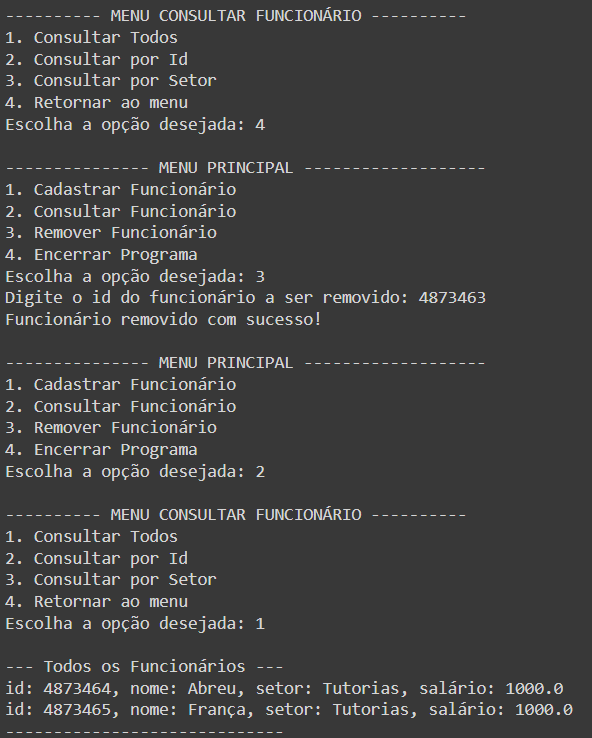 ---------- MENU CONSULTAR FUNCIONÁRIO ----------
1. Consultar Todos
2. Consultar por Id
3. Consultar por Setor
4. Retornar ao menu
Escolha a opção desejada: 4

--------------- MENU PRINCIPAL -------------------
1. Cadastrar Funcionário
2. Consultar Funcionário
3. Remover Funcionário
4. Encerrar Programa
Escolha a opção desejada: 3
Digite o id do funcionário a ser removido: 4873463
Funcionário removido com sucesso!

--------------- MENU PRINCIPAL -------------------
1. Cadastrar Funcionário
2. Consultar Funcionário
3. Remover Funcionário
4. Encerrar Programa
Escolha a opção desejada: 2

---------- MENU CONSULTAR FUNCIONÁRIO ----------
1. Consultar Todos
2. Consultar por Id
3. Consultar por Setor
4. Retornar ao menu
Escolha a opção desejada: 1

--- Todos os Funcionários ---
id: 4873464, nome: Abreu, setor: Tutorias, salário: 1000.0
id: 4873465, nome: França, setor: Tutorias, salário: 1000.0
-----------------------------